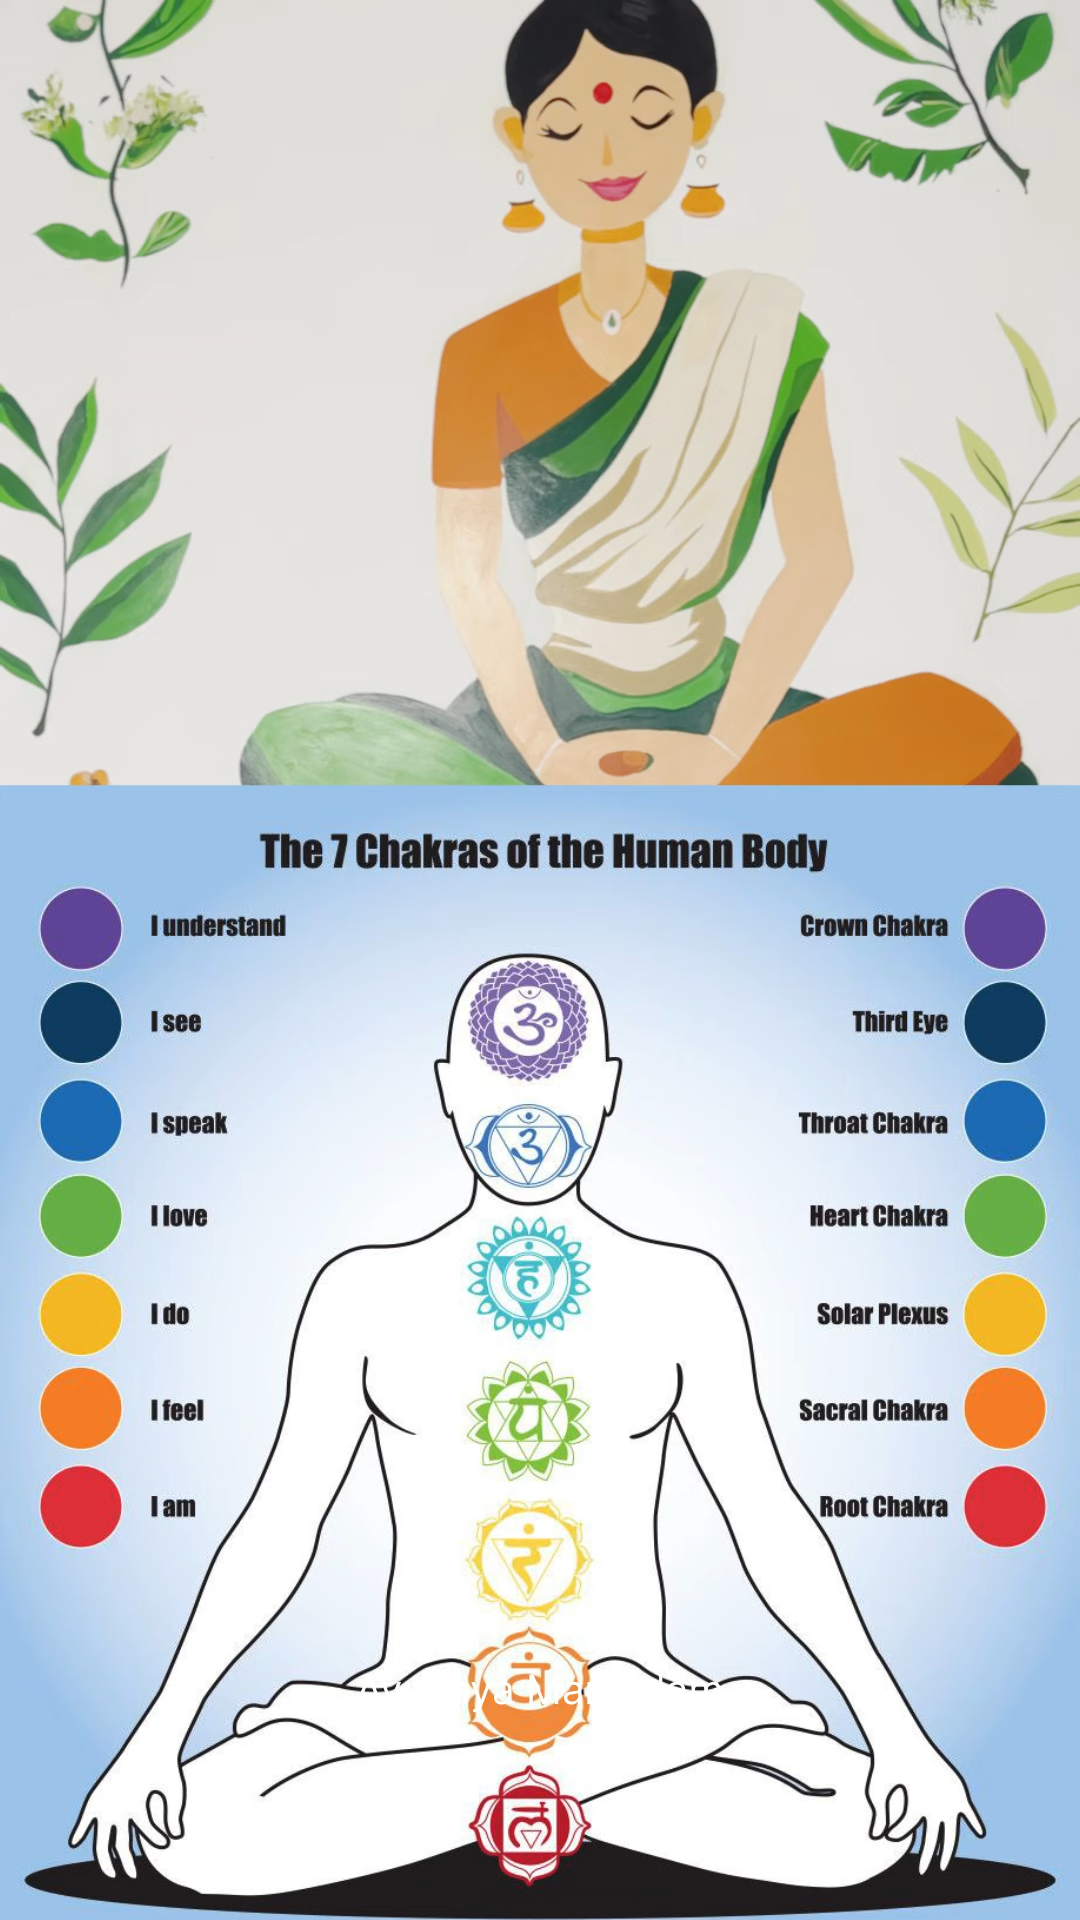 The 7 Chakras of the Human Body
I understand
Crown Chakra
I see
Third Eye
I speak
Throat Chakra
I love
Heart Chakra
I do
Solar Plexus
I feel
Sacral Chakra
I am
Root Chakra
ॐ
ॐ
हं
यं
रं
वं
लं